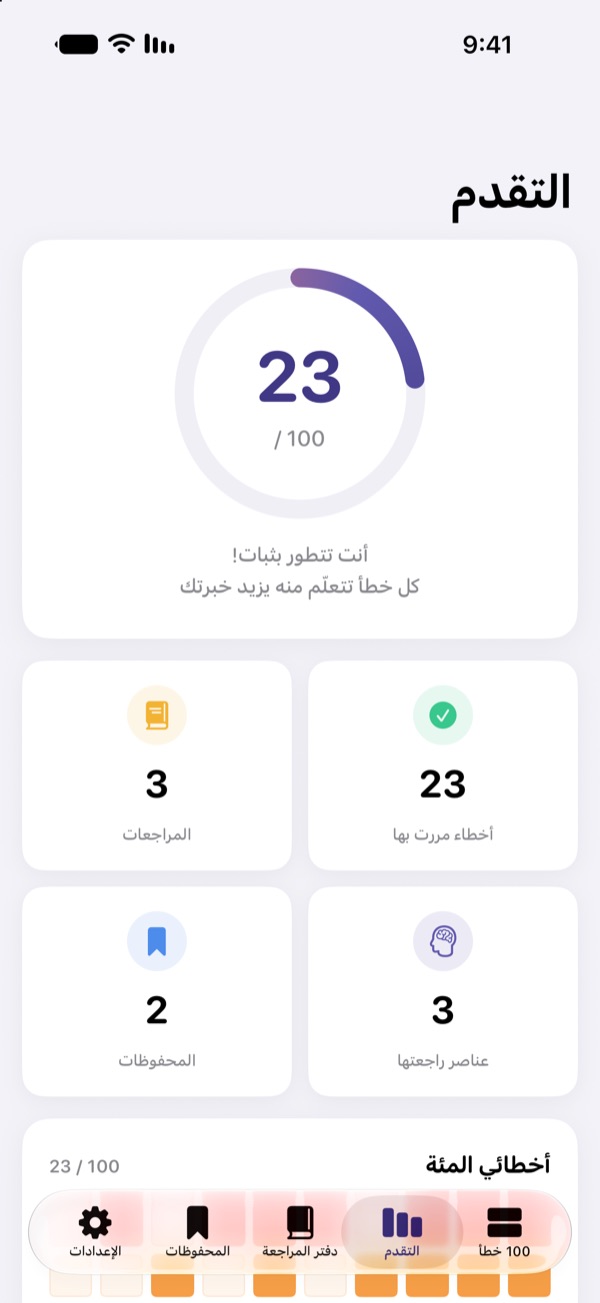 9:41
التقدم
23
/ 100
أنت تتطور بثبات!
كل خطأ تتعلّم منه يزيد خبرتك
23
أخطاء مررت بها
3
المراجعات
3
عناصر راجعتها
2
المحفوظات
أخطائي المئة
23 / 100
100 خطأ
التقدم
دفتر المراجعة
المحفوظات
الإعدادات